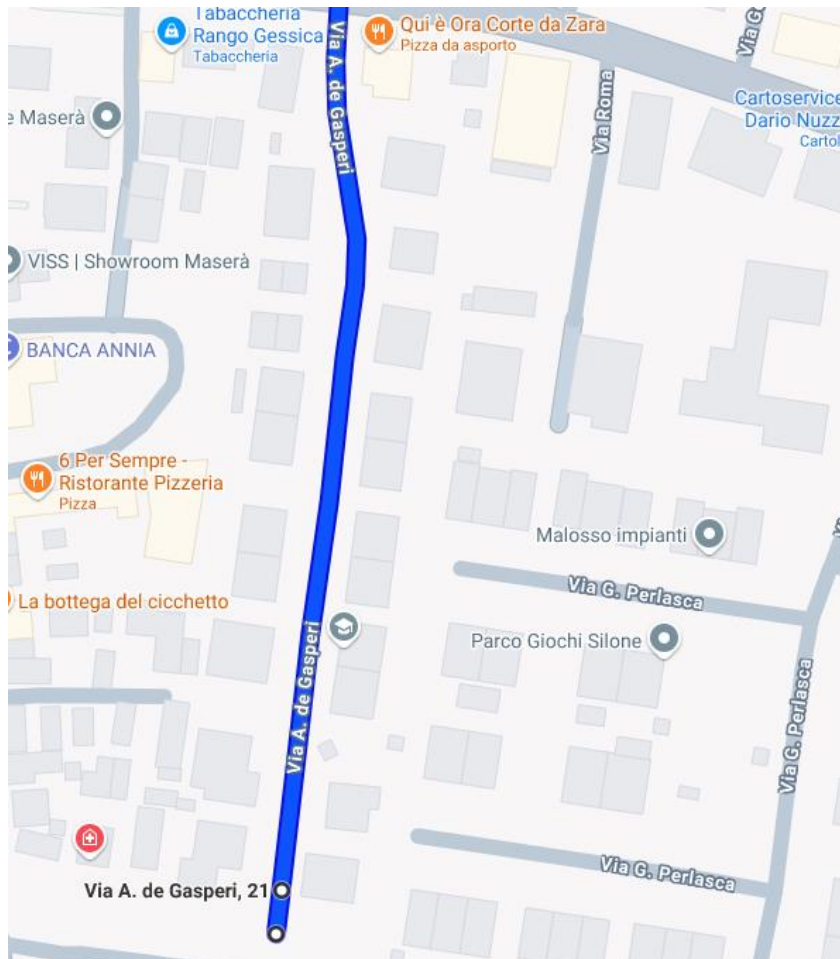 Tabaccheria
Rango Gessica
Tabaccheria
Via A. de Gasperi
Qui è Ora Corte da Zara
Pizza da asporto
Via G.
Via Roma
Cartoservice
Dario Nuzz
Cartol
e Maserà
VISS | Showroom Maserà
BANCA ANNIA
6 Per Sempre -
Ristorante Pizzeria
Pizza
Malosso impianti
La bottega del cicchetto
Via G. Perlasca
Parco Giochi Silone
Via A. de Gasperi
Via G. Perlasca
Via G. Perlasca
Via A. de Gasperi, 21